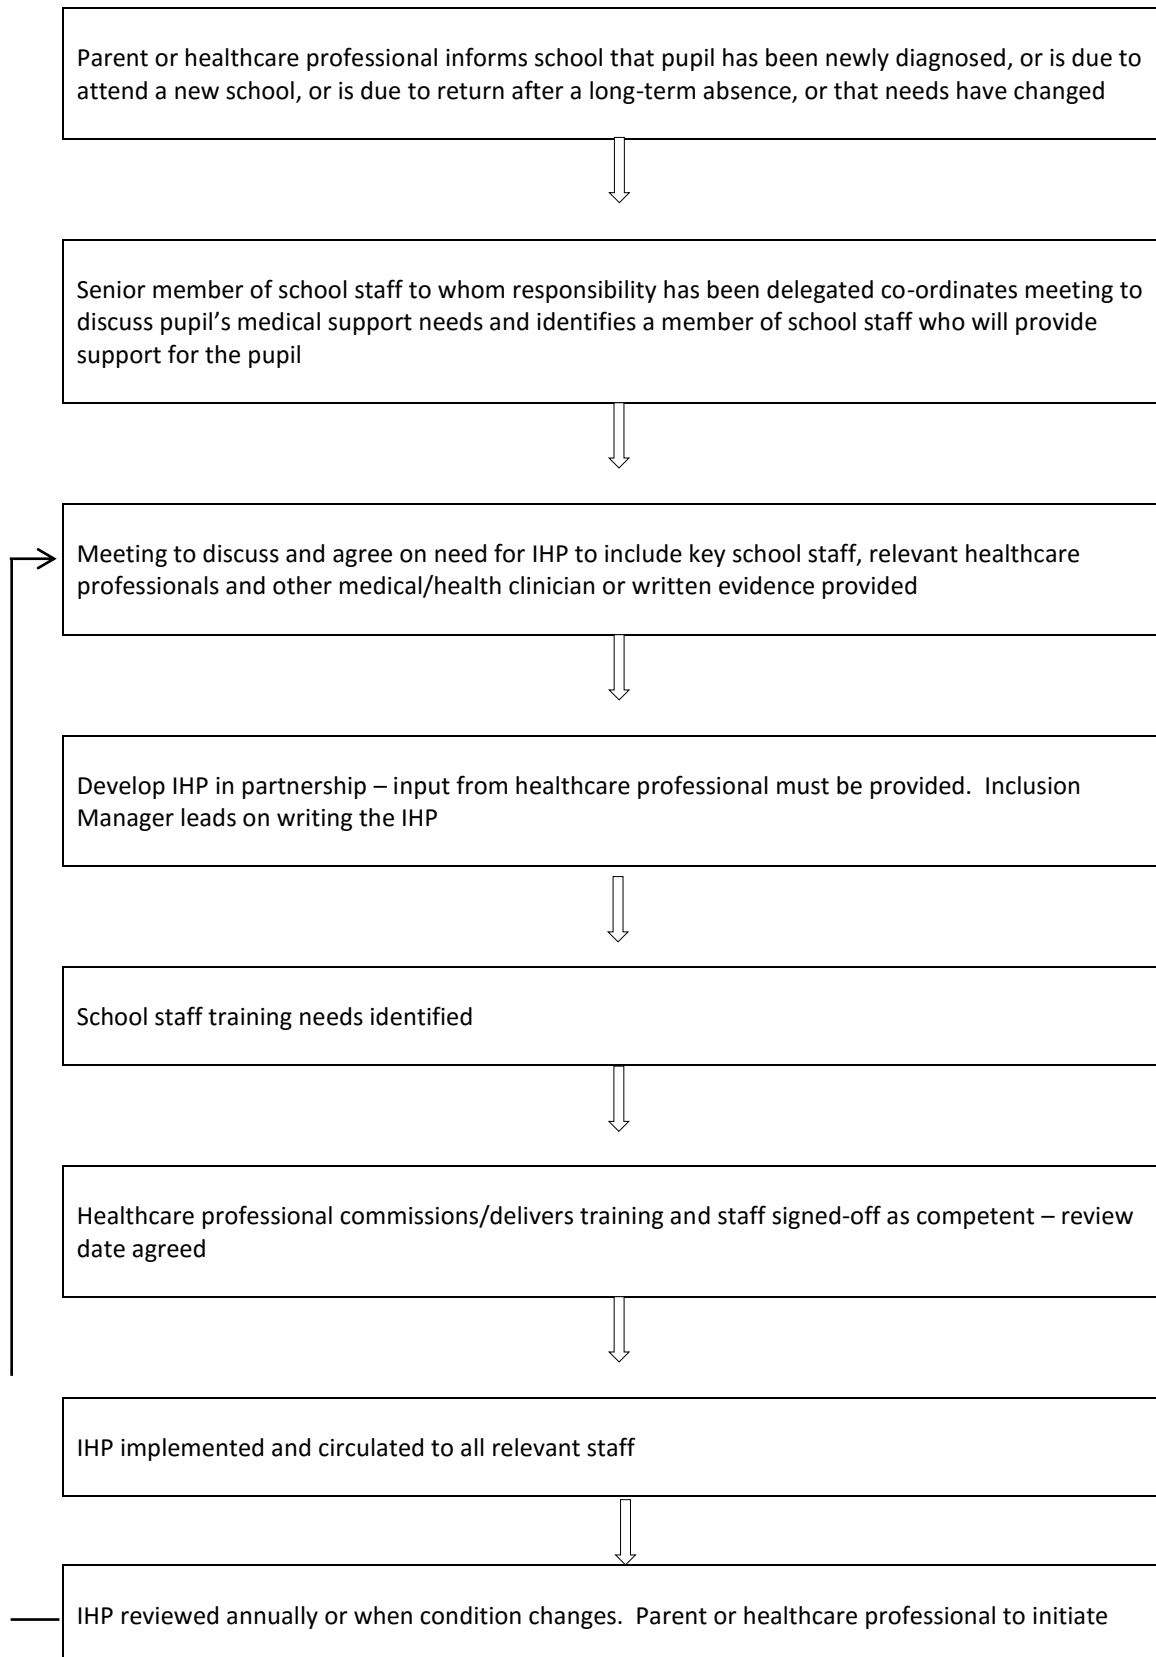 Parent or healthcare professional informs school that pupil has been newly diagnosed, or is due to
attend a new school, or is due to return after a long-term absence, or that needs have changed
Senior member of school staff to whom responsibility has been delegated co-ordinates meeting to
discuss pupil’s medical support needs and identifies a member of school staff who will provide
support for the pupil
Meeting to discuss and agree on need for IHP to include key school staff, relevant healthcare
professionals and other medical/health clinician or written evidence provided
Develop IHP in partnership – input from healthcare professional must be provided.  Inclusion
Manager leads on writing the IHP
School staff training needs identified
Healthcare professional commissions/delivers training and staff signed-off as competent – review
date agreed
IHP implemented and circulated to all relevant staff
IHP reviewed annually or when condition changes.  Parent or healthcare professional to initiate